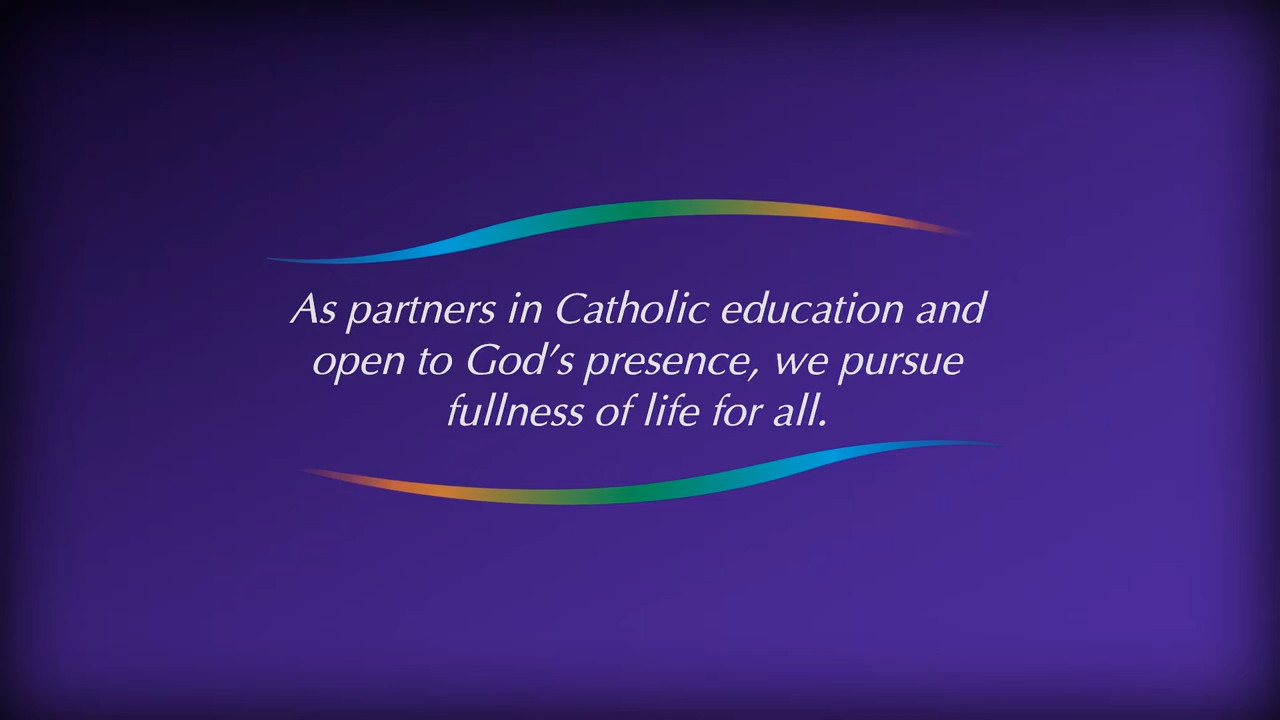 As partners in Catholic education and
open to God’s presence, we pursue
fullness of life for all.